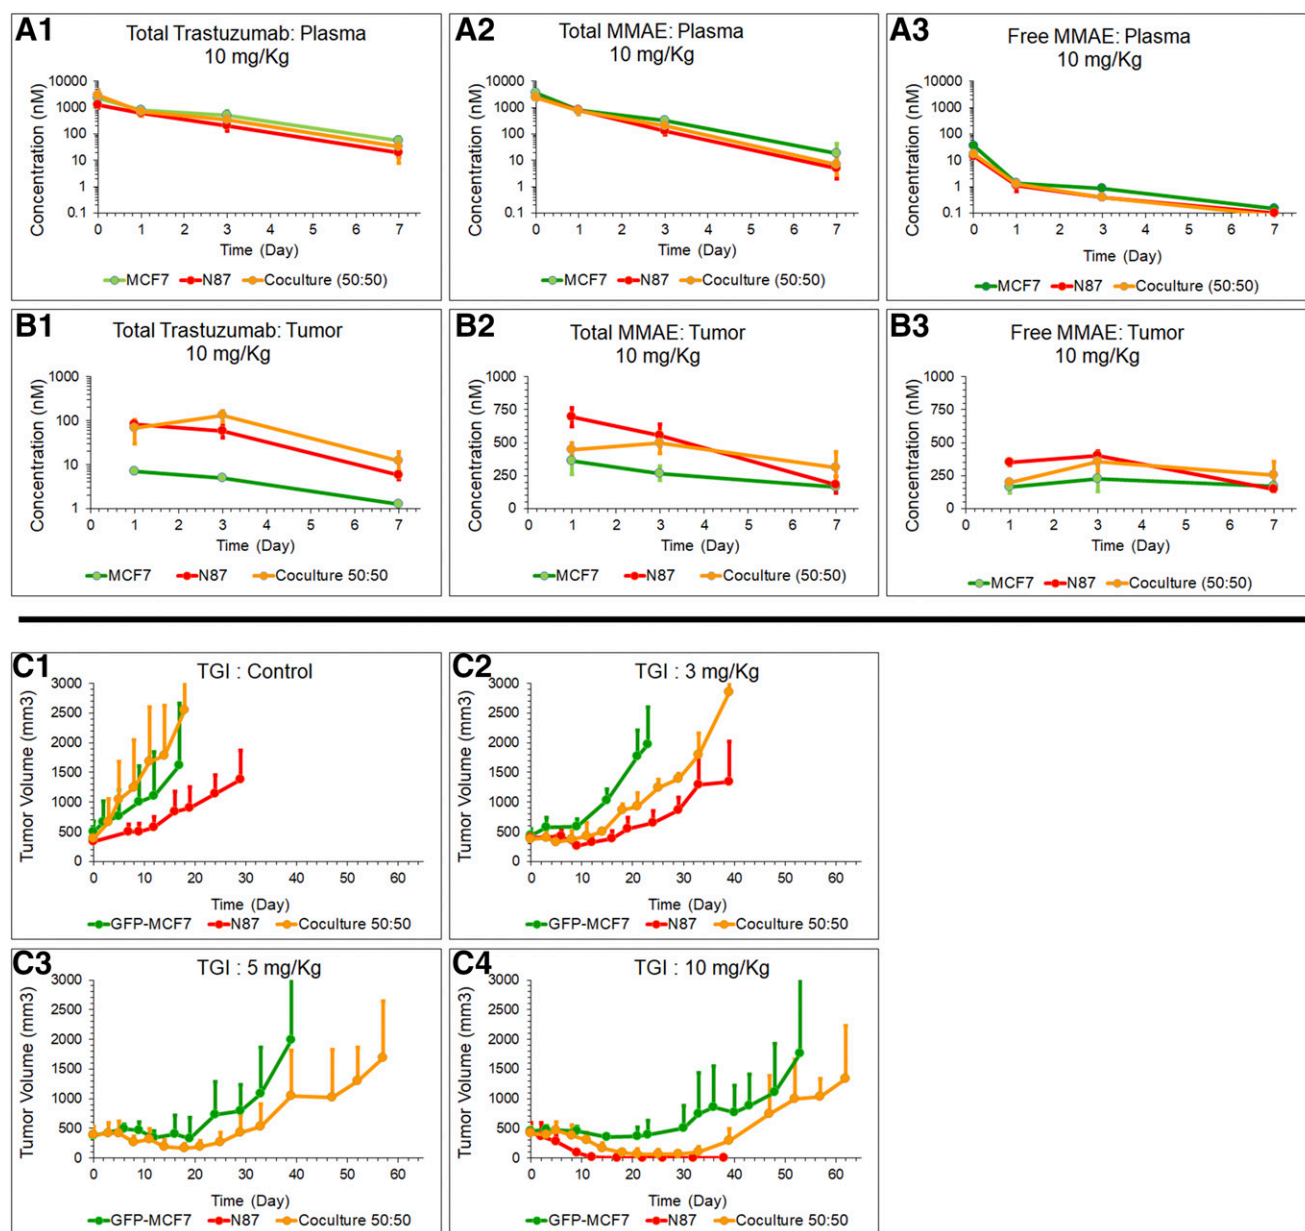 A1
Total Trastuzumab: Plasma
10 mg/Kg
Concentration (nM)
10000
1000
100
10
1
0.1
0 1 2 3 4 5 6 7
Time (Day)
MCF7 N87 Coculture (50:50)
A2
Total MMAE: Plasma
10 mg/Kg
Concentration (nM)
10000
1000
100
10
1
0.1
0 1 2 3 4 5 6 7
Time (Day)
MCF7 N87 Coculture (50:50)
A3
Free MMAE: Plasma
10 mg/Kg
Concentration (nM)
10000
1000
100
10
1
0.1
0 1 2 3 4 5 6 7
Time (Day)
MCF7 N87 Coculture (50:50)
B1
Total Trastuzumab: Tumor
10 mg/Kg
Concentration (nM)
1000
100
10
1
0 1 2 3 4 5 6 7
Time (Day)
MCF7 N87 Coculture 50:50
B2
Total MMAE: Tumor
10 mg/Kg
Concentration (nM)
1000
750
500
250
0
0 1 2 3 4 5 6 7
Time (Day)
MCF7 N87 Coculture (50:50)
B3
Free MMAE: Tumor
10 mg/Kg
Concentration (nM)
1000
750
500
250
0
0 1 2 3 4 5 6 7
Time (Day)
MCF7 N87 Coculture (50:50)
C1
TGI : Control
Tumor Volume (mm3)
3000
2500
2000
1500
1000
500
0
0 10 20 30 40 50 60
Time (Day)
GFP-MCF7 N87 Coculture 50:50
C2
TGI : 3 mg/Kg
Tumor Volume (mm3)
3000
2500
2000
1500
1000
500
0
0 10 20 30 40 50 60
Time (Day)
GFP-MCF7 N87 Coculture 50:50
C3
TGI : 5 mg/Kg
Tumor Volume (mm3)
3000
2500
2000
1500
1000
500
0
0 10 20 30 40 50 60
Time (Day)
GFP-MCF7 N87 Coculture 50:50
C4
TGI : 10 mg/Kg
Tumor Volume (mm3)
3000
2500
2000
1500
1000
500
0
0 10 20 30 40 50 60
Time (Day)
GFP-MCF7 N87 Coculture 50:50